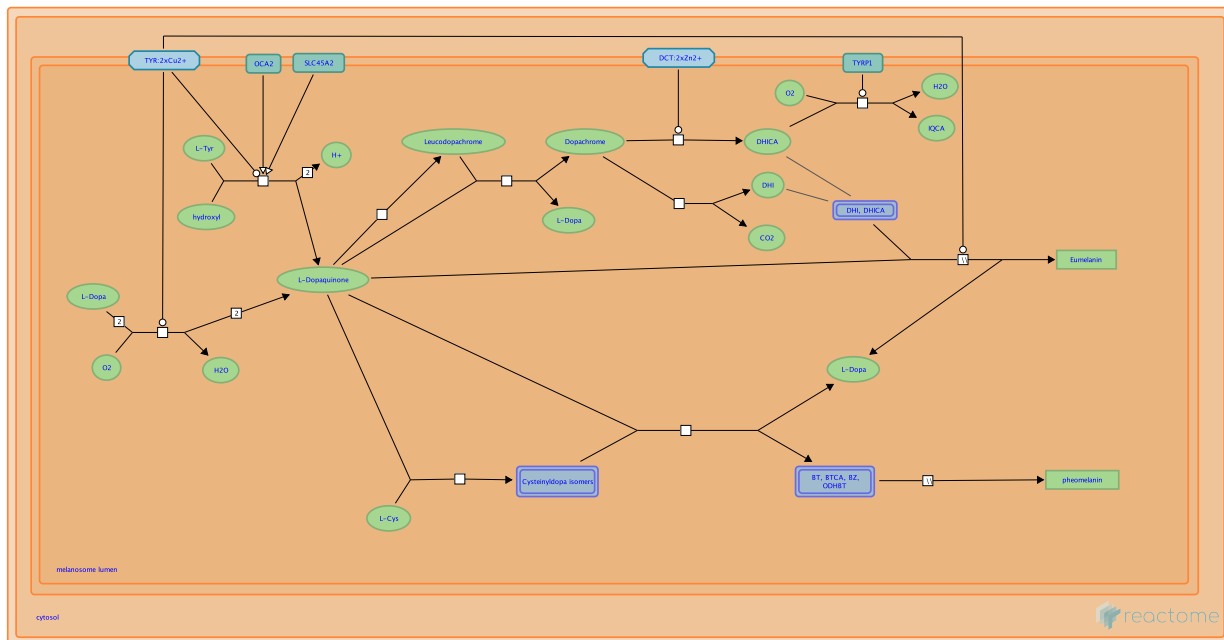 TYR:2xCu2+
OCA2
SLC45A2
DCT:2xZn2+
TYRP1
O2
H2O
IQCA
L-Tyr
H+
2
hydroxyl
Leucodopachrome
Dopachrome
DHICA
DHI
L-Dopa
CO2
DHI, DHICA
Eumelanin
L-Dopaquinone
L-Dopa
2
2
O2
H2O
L-Dopa
Cysteinyldopa isomers
BT, BTCA, BZ,
ODHBT
pheomelanin
L-Cys
melanosome lumen
cytosol
reactome